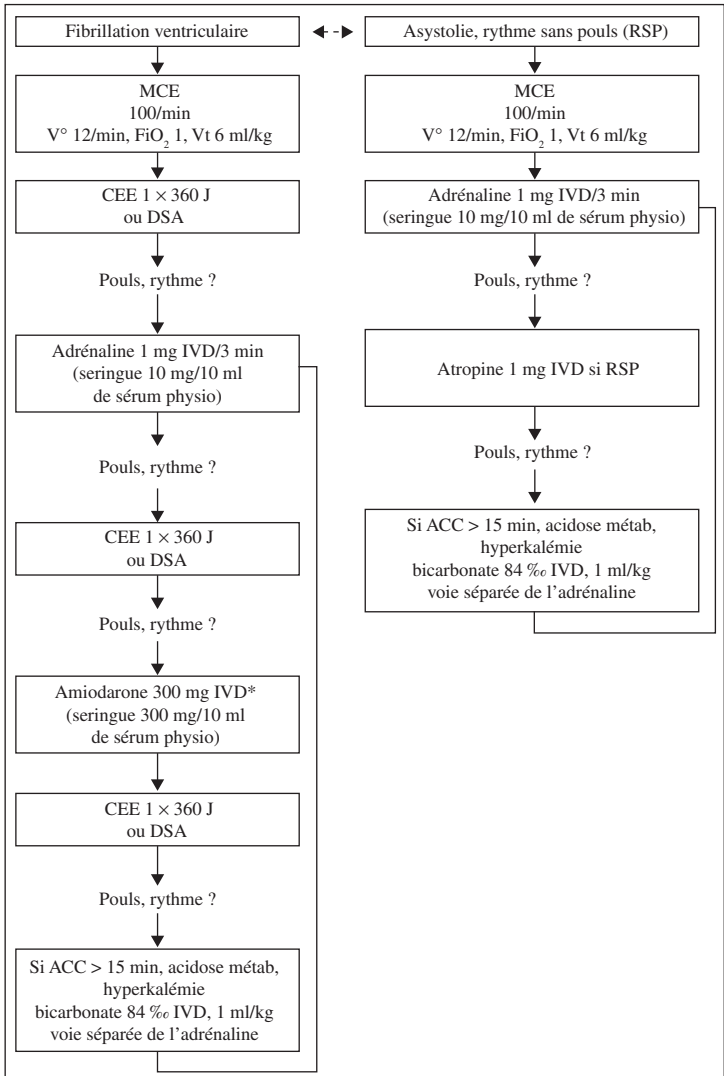 Fibrillation ventriculaire
MCE
100/min
V° 12/min, FiO₂ 1, Vt 6 ml/kg
CEE 1 × 360 J
ou DSA
Pouls, rythme ?
Adrénaline 1 mg IVD/3 min
(seringue 10 mg/10 ml
de sérum physio)
Pouls, rythme ?
CEE 1 × 360 J
ou DSA
Pouls, rythme ?
Amiodarone 300 mg IVD*
(seringue 300 mg/10 ml
de sérum physio)
CEE 1 × 360 J
ou DSA
Pouls, rythme ?
Si ACC > 15 min, acidose métab,
hyperkalémie
bicarbonate 84 ‰ IVD, 1 ml/kg
voie séparée de l'adrénaline
Asystolie, rythme sans pouls (RSP)
MCE
100/min
V° 12/min, FiO₂ 1, Vt 6 ml/kg
Adrénaline 1 mg IVD/3 min
(seringue 10 mg/10 ml de sérum physio)
Pouls, rythme ?
Atropine 1 mg IVD si RSP
Pouls, rythme ?
Si ACC > 15 min, acidose métab,
hyperkalémie
bicarbonate 84 ‰ IVD, 1 ml/kg
voie séparée de l'adrénaline